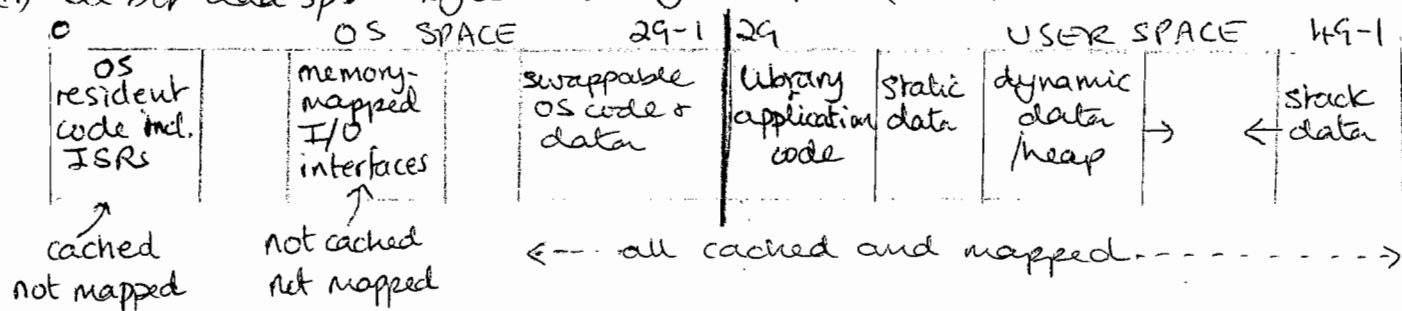 0 OS SPACE 2G-1 2G USER SPACE 4G-1
OS
resident
code incl.
ISRs
memory-
mapped
I/O
interfaces
swappable
OS code &
data
library
+
application
code
static
data
dynamic
data
/heap
→
← stack
data
cached
not mapped
not cached
not mapped
<--- all cached and mapped ----------->